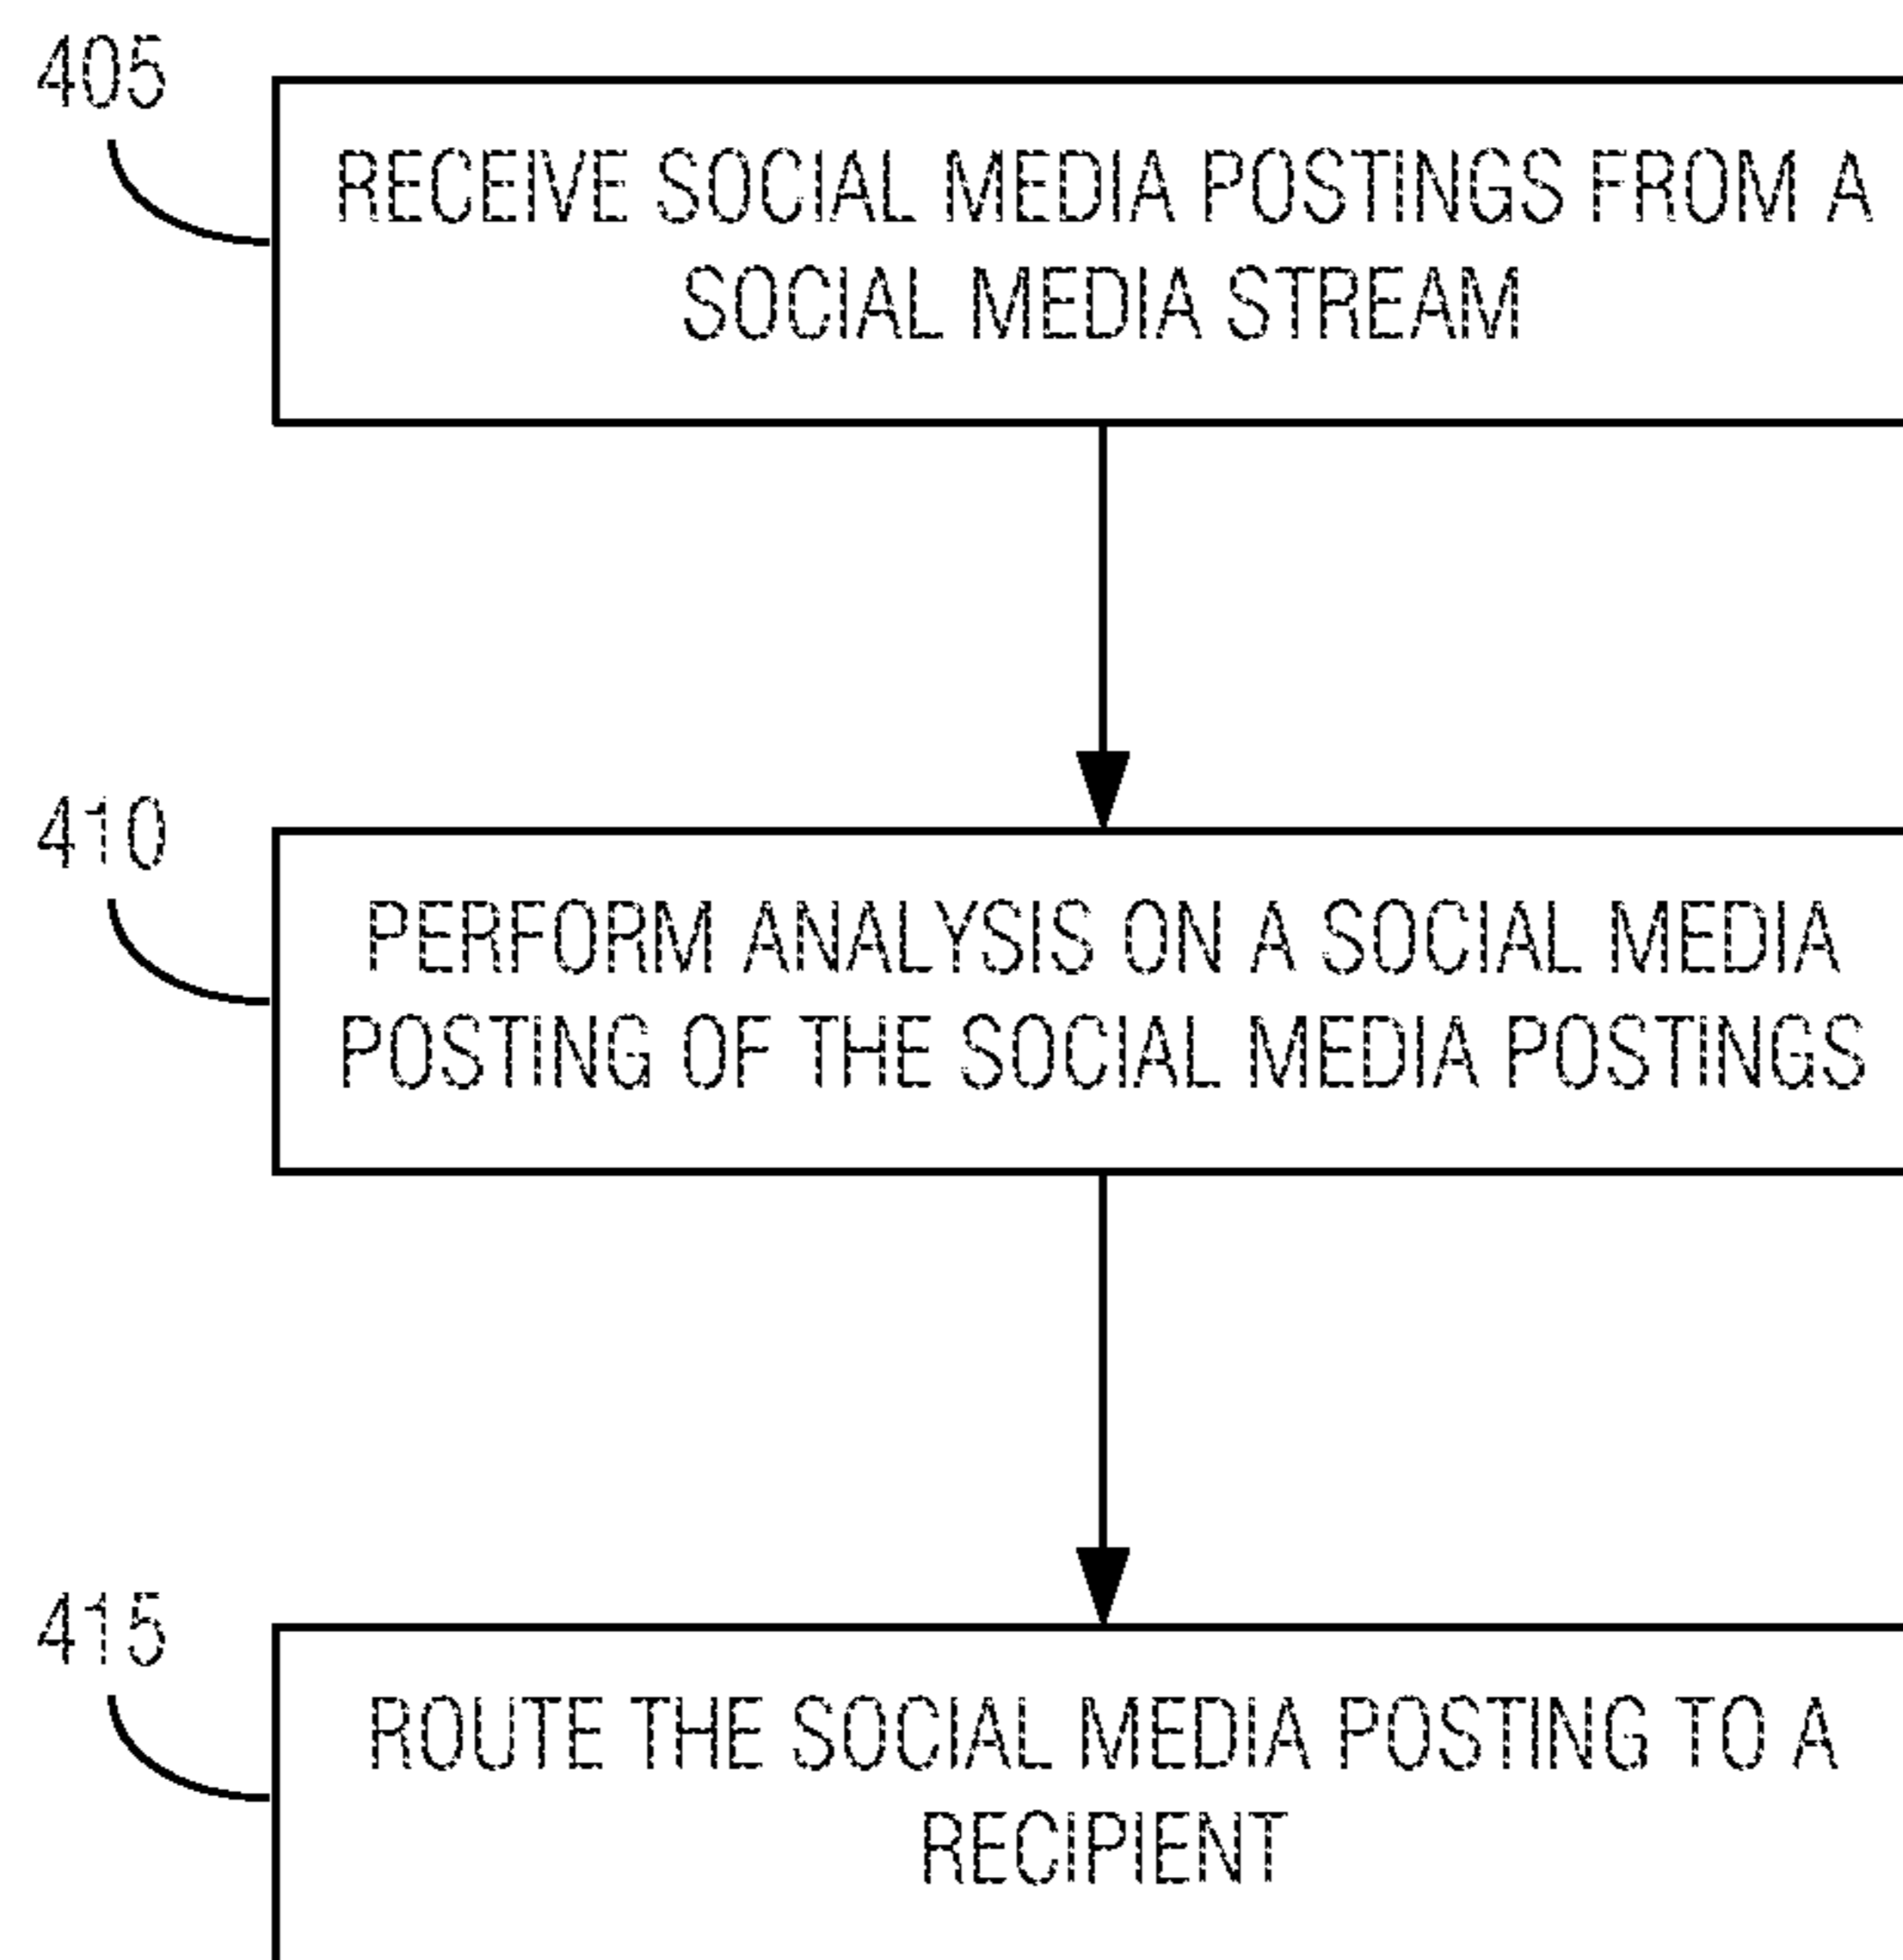 405
RECEIVE SOCIAL MEDIA POSTINGS FROM A
SOCIAL MEDIA STREAM
410
PERFORM ANALYSIS ON A SOCIAL MEDIA
POSTING OF THE SOCIAL MEDIA POSTINGS
415
ROUTE THE SOCIAL MEDIA POSTING TO A
RECIPIENT